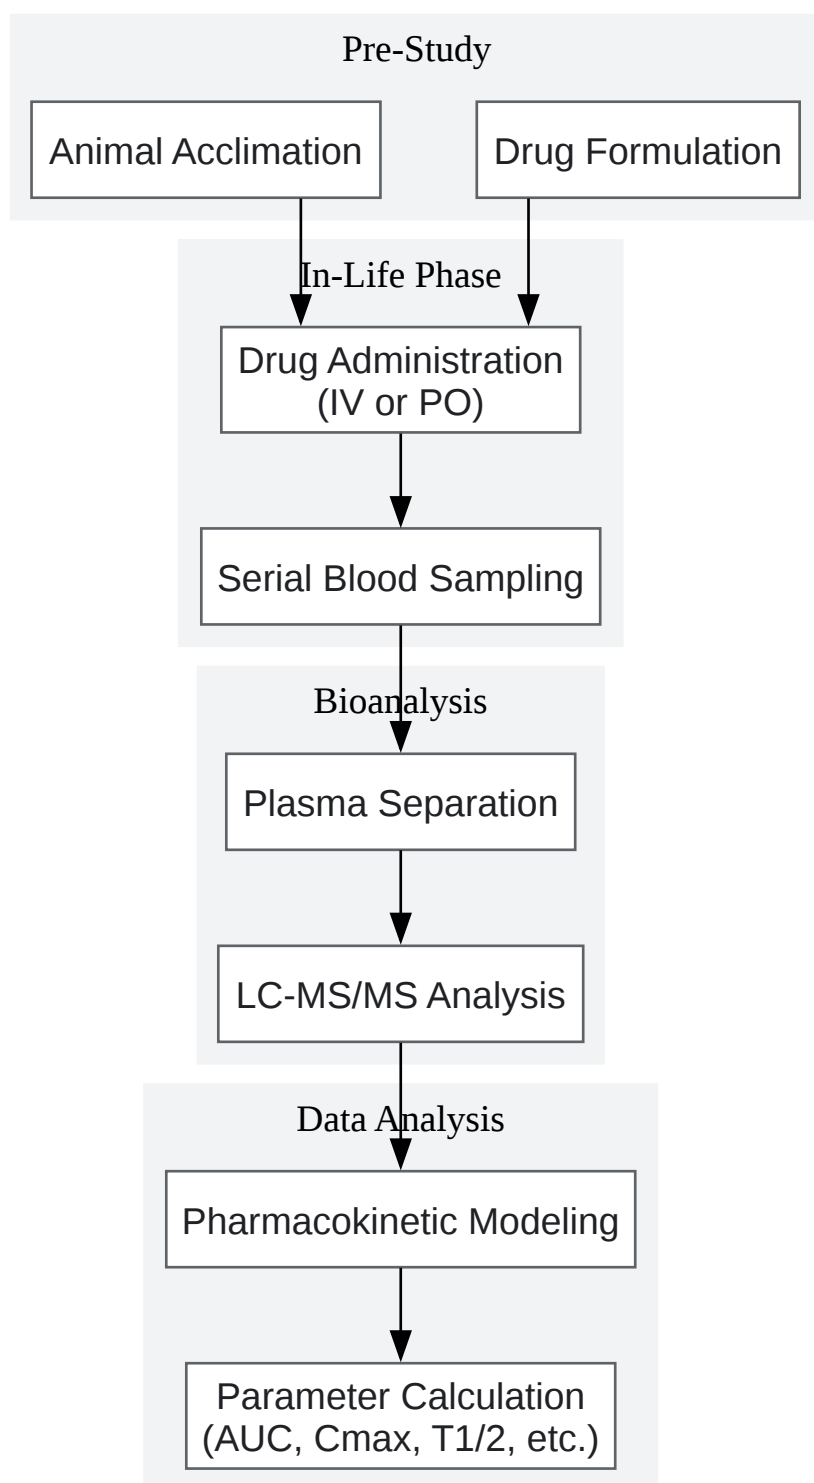 Pre-Study
Animal Acclimation
Drug Formulation
In-Life Phase
Drug Administration
(IV or PO)
Serial Blood Sampling
Bioanalysis
Plasma Separation
LC-MS/MS Analysis
Data Analysis
Pharmacokinetic Modeling
Parameter Calculation
(AUC, Cmax, T1/2, etc.)